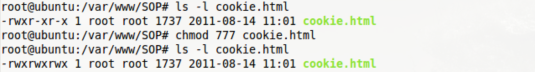 root@ubuntu:/var/www/SOP# ls -l cookie.html
-rwxr-xr-x 1 root root 1737 2011-08-14 11:01 cookie.html
root@ubuntu:/var/www/SOP# chmod 777 cookie.html
root@ubuntu:/var/www/SOP# ls -l cookie.html
-rwxrwxrwx 1 root root 1737 2011-08-14 11:01 cookie.html